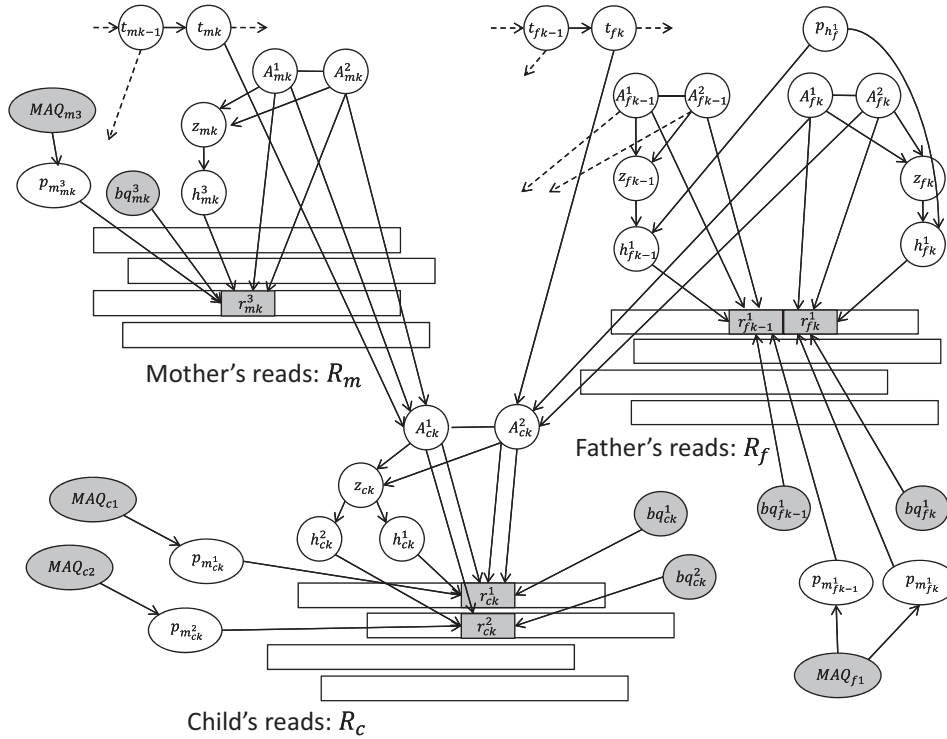 t_{mk-1} t_{mk} t_{fk-1} t_{fk} p_{h_f^1}
A_{mk}^1 A_{mk}^2 A_{fk-1}^1 A_{fk-1}^2 A_{fk}^1 A_{fk}^2
MAQ_{m3} z_{mk}
p_{m_{mk}^3} bq_{mk}^3 h_{mk}^3 z_{fk-1} z_{fk}
h_{fk-1}^1 h_{fk}^1
r_{mk}^3 r_{fk-1}^1 r_{fk}^1
Mother's reads: R_m
A_{ck}^1 A_{ck}^2
Father's reads: R_f
MAQ_{c1} z_{ck} bq_{ck}^1 bq_{fk-1}^1 bq_{fk}^1
h_{ck}^2 h_{ck}^1
MAQ_{c2} p_{m_{ck}^1} bq_{ck}^2 p_{m_{fk-1}^1} p_{m_{fk}^1}
r_{ck}^1
p_{m_{ck}^2} r_{ck}^2
MAQ_{f1}
Child's reads: R_c